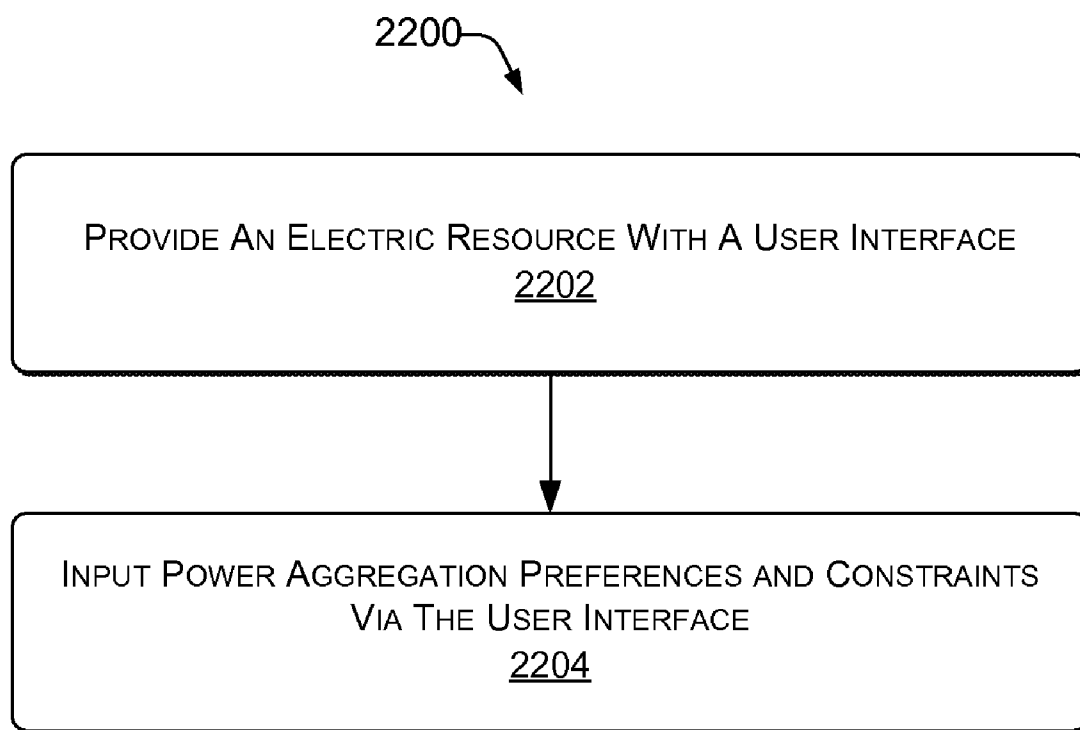 2200
PROVIDE AN ELECTRIC RESOURCE WITH A USER INTERFACE
2202
INPUT POWER AGGREGATION PREFERENCES AND CONSTRAINTS
VIA THE USER INTERFACE
2204